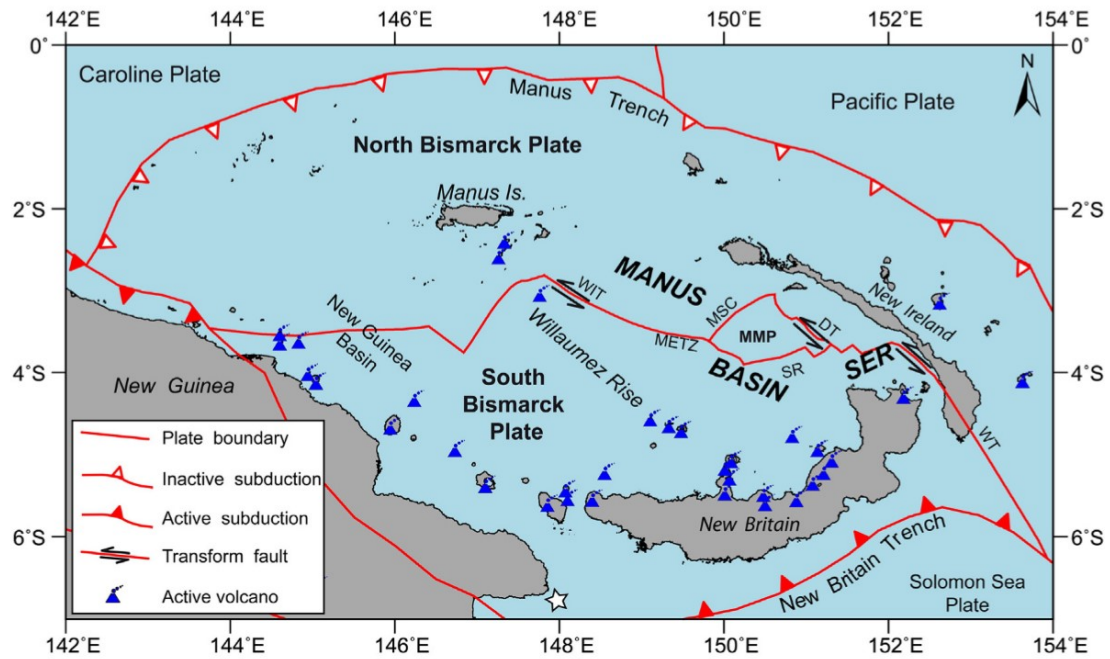 142°E 144°E 146°E 148°E 150°E 152°E 154°E
0° 0°
Caroline Plate
N
Manus
Trench
Pacific Plate
North Bismarck Plate
Manus Is.
2°S 2°S
MANUS
WIT
New Ireland
MSC
New Guinea
Basin
Willaumez Rise
METZ
MMP
DT
BASIN
SR
SER
4°S 4°S
New Guinea
South
Bismarck
Plate
WT
Plate boundary
Inactive subduction
Active subduction
Transform fault
Active volcano
New Britain
6°S 6°S
New Britain Trench
Solomon Sea
Plate
142°E 144°E 146°E 148°E 150°E 152°E 154°E